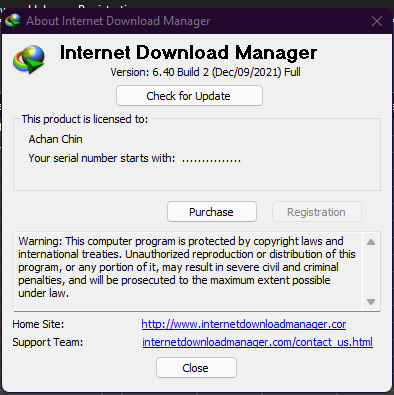 About Internet Download Manager
Internet Download Manager
Version: 6.40 Build 2 (Dec/09/2021) Full
Check for Update
This product is licensed to:
Achan Chin
Your serial number starts with: ...............
Purchase
Registration
Warning: This computer program is protected by copyright laws and
international treaties. Unauthorized reproduction or distribution of this
program, or any portion of it, may result in severe civil and criminal
penalties, and will be prosecuted to the maximum extent possible
under law.
Home Site: http://www.internetdownloadmanager.cor
Support Team: internetdownloadmanager.com/contact_us.html
Close